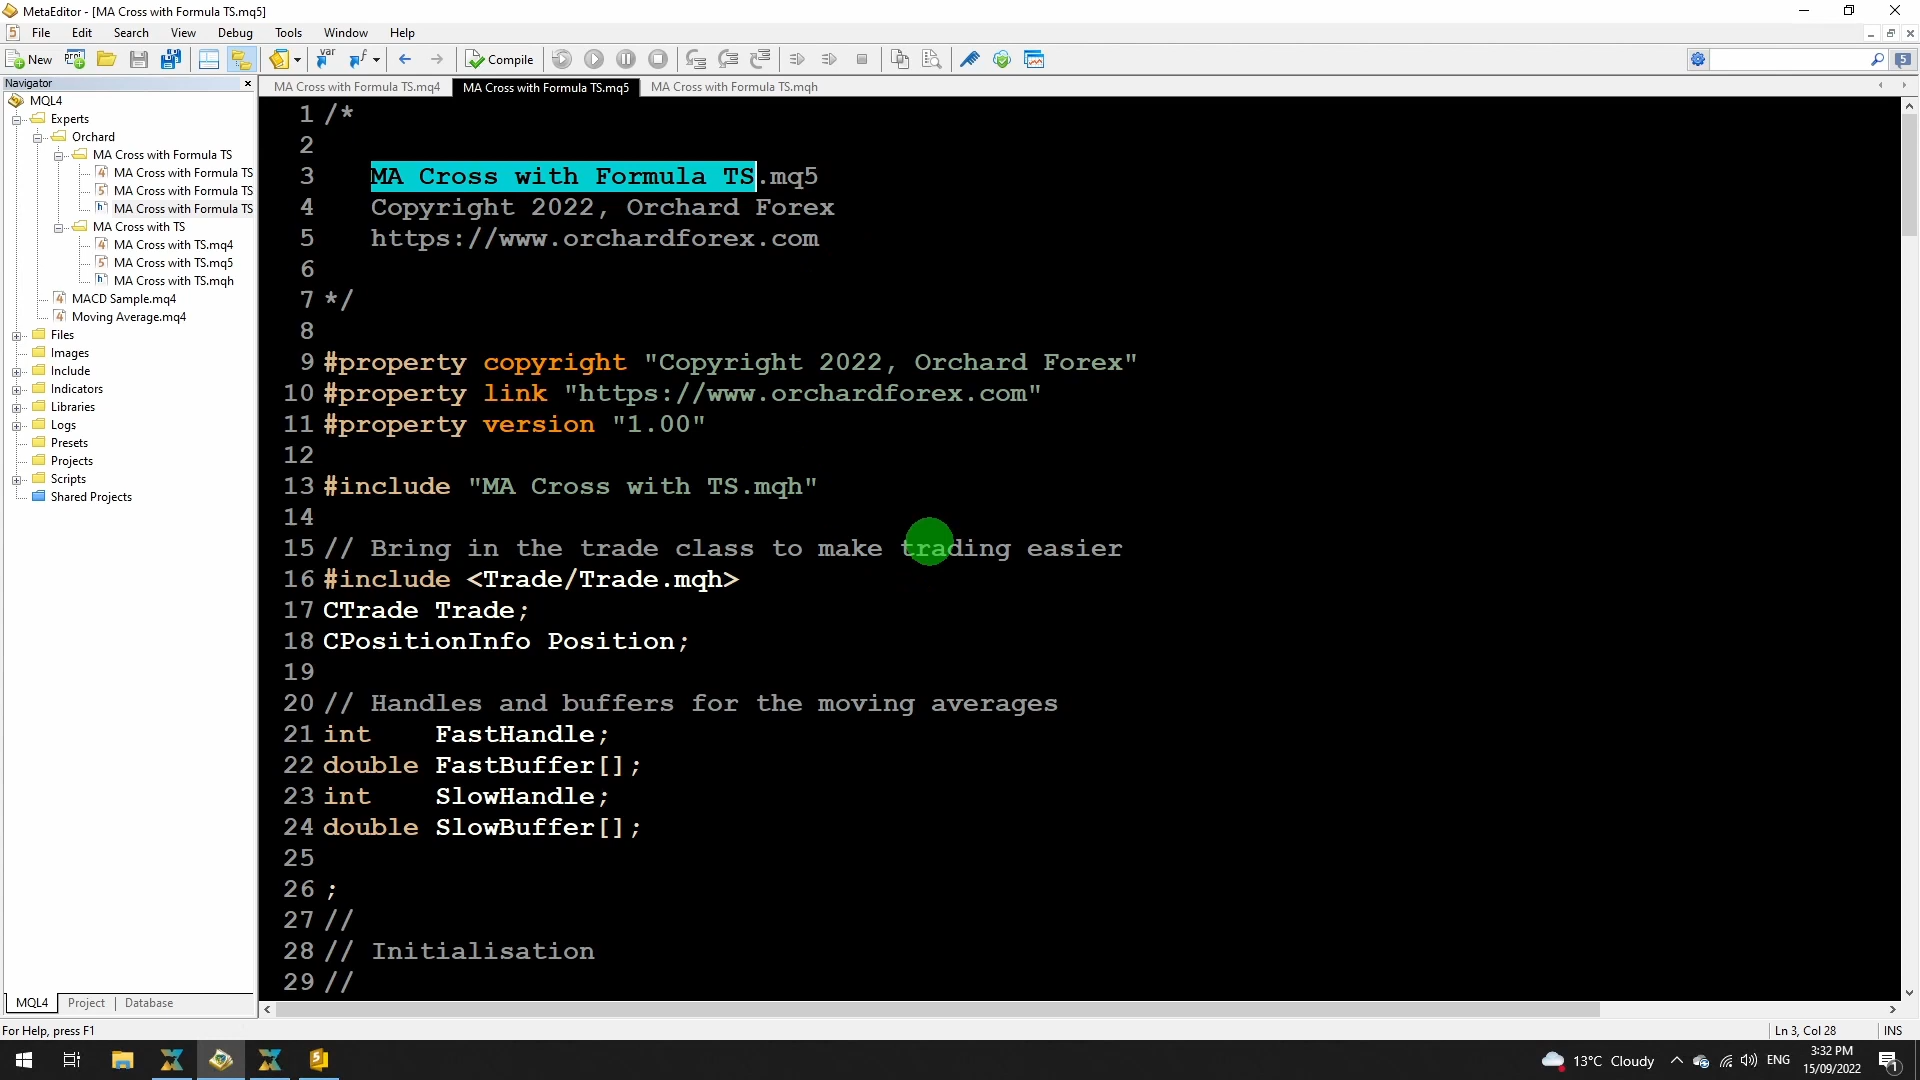 MetaEditor - [MA Cross with Formula TS.mq5]
File Edit Search View Debug Tools Window Help
New Compile
Navigator
MQL4
Experts
Orchard
MA Cross with Formula TS
MA Cross with Formula TS
MA Cross with Formula TS
MA Cross with Formula TS
MA Cross with TS
MA Cross with TS.mq4
MA Cross with TS.mq5
MA Cross with TS.mqh
MACD Sample.mq4
Moving Average.mq4
Files
Images
Include
Indicators
Libraries
Logs
Presets
Projects
Scripts
Shared Projects
MQL4 Project Database
MA Cross with Formula TS.mq4 MA Cross with Formula TS.mq5 MA Cross with Formula TS.mqh
1 /*
2
3 MA Cross with Formula TS.mq5
4 Copyright 2022, Orchard Forex
5 https://www.orchardforex.com
6
7 */
8
9 #property copyright "Copyright 2022, Orchard Forex"
10 #property link "https://www.orchardforex.com"
11 #property version "1.00"
12
13 #include "MA Cross with TS.mqh"
14
15 // Bring in the trade class to make trading easier
16 #include <Trade/Trade.mqh>
17 CTrade Trade;
18 CPositionInfo Position;
19
20 // Handles and buffers for the moving averages
21 int FastHandle;
22 double FastBuffer[];
23 int SlowHandle;
24 double SlowBuffer[];
25
26 ;
27 //
28 // Initialisation
29 //
For Help, press F1 Ln 3, Col 28 INS
13°C Cloudy ENG 3:32 PM
15/09/2022